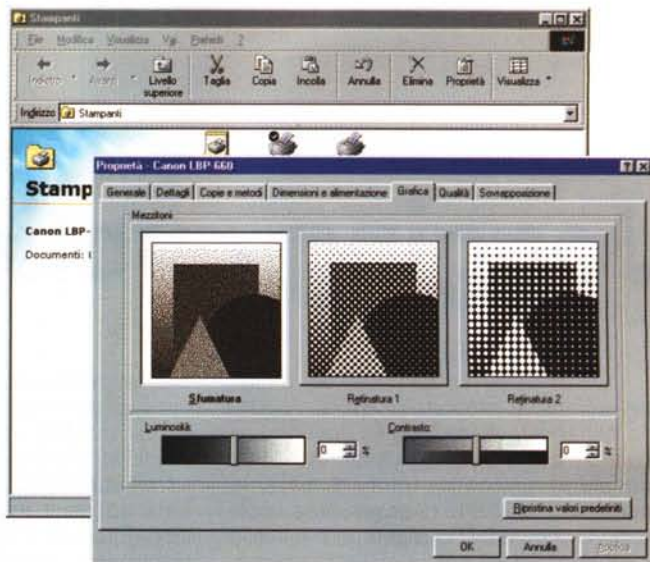 Stampanti
File Modifica Visualizza Vai Preferiti ?
Indietro Avanti Livello superiore Taglia Copia Incolla Annulla Elimina Proprietà Visualizza
Indirizzo Stampanti
Stamp
Canon LBP-
Documenti:
Proprietà - Canon LBP-660
Generale Dettagli Copie e metodi Dimensioni e alimentazione Grafica Qualità Sovrapposizione
Mezzitoni
Sfumatura Retinatura 1 Retinatura 2
Luminosità: Contrasto:
0 % 0 %
Ripristina valori predefiniti
OK Annulla Applica